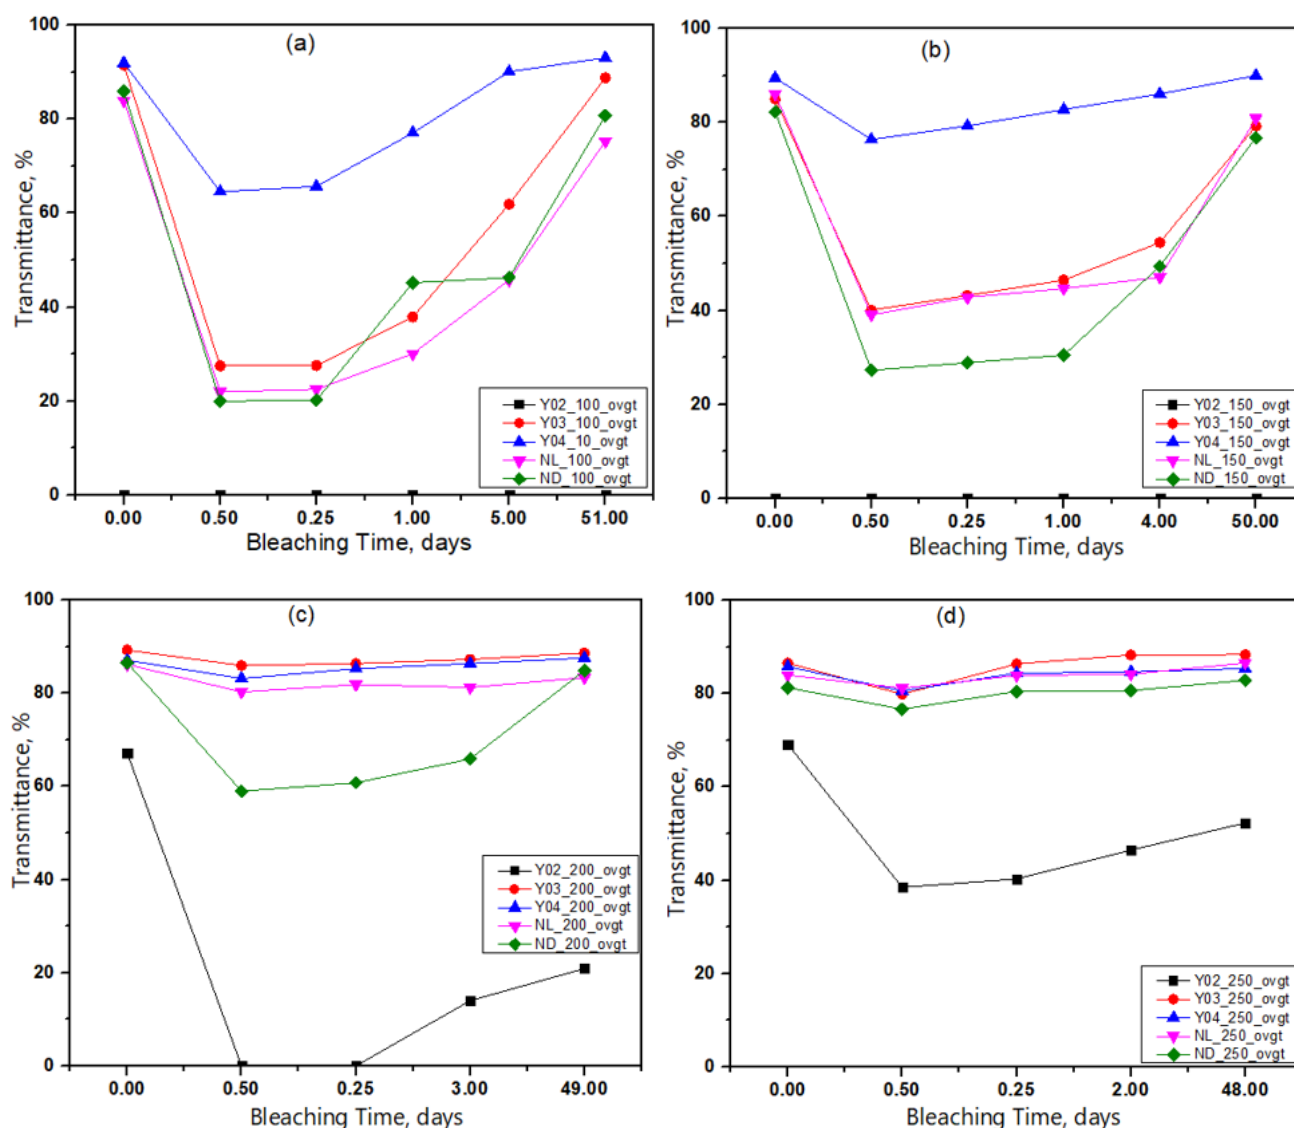 (a)
100
80
60
40
20
0
Transmittance, %
Y02_100_ovgt
Y03_100_ovgt
Y04_10_ovgt
NL_100_ovgt
ND_100_ovgt
0.00 0.50 0.25 1.00 5.00 51.00
Bleaching Time, days
(b)
100
80
60
40
20
0
Transmittance, %
Y02_150_ovgt
Y03_150_ovgt
Y04_150_ovgt
NL_150_ovgt
ND_150_ovgt
0.00 0.50 0.25 1.00 4.00 50.00
Bleaching Time, days
(c)
100
80
60
40
20
0
Transmittance, %
Y02_200_ovgt
Y03_200_ovgt
Y04_200_ovgt
NL_200_ovgt
ND_200_ovgt
0.00 0.50 0.25 3.00 49.00
Bleaching Time, days
(d)
100
80
60
40
20
0
Transmittance, %
Y02_250_ovgt
Y03_250_ovgt
Y04_250_ovgt
NL_250_ovgt
ND_250_ovgt
0.00 0.50 0.25 2.00 48.00
Bleaching Time, days